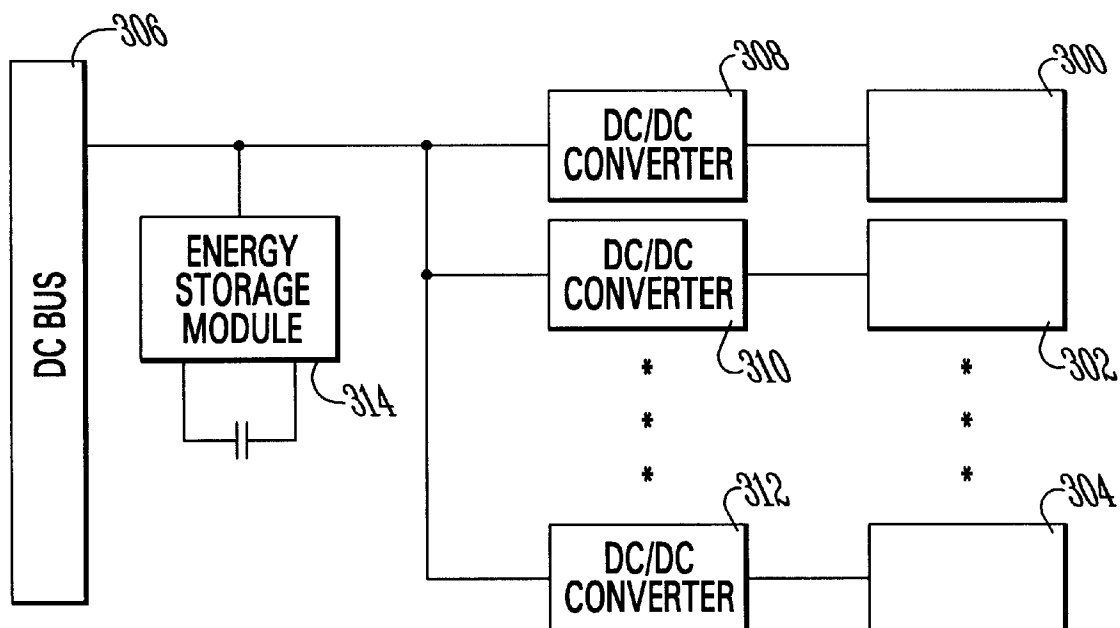 306
308
300
DC/DC
CONVERTER
DC BUS
ENERGY
STORAGE
MODULE
314
DC/DC
CONVERTER
310
302
*
*
*
*
*
*
312
304
DC/DC
CONVERTER